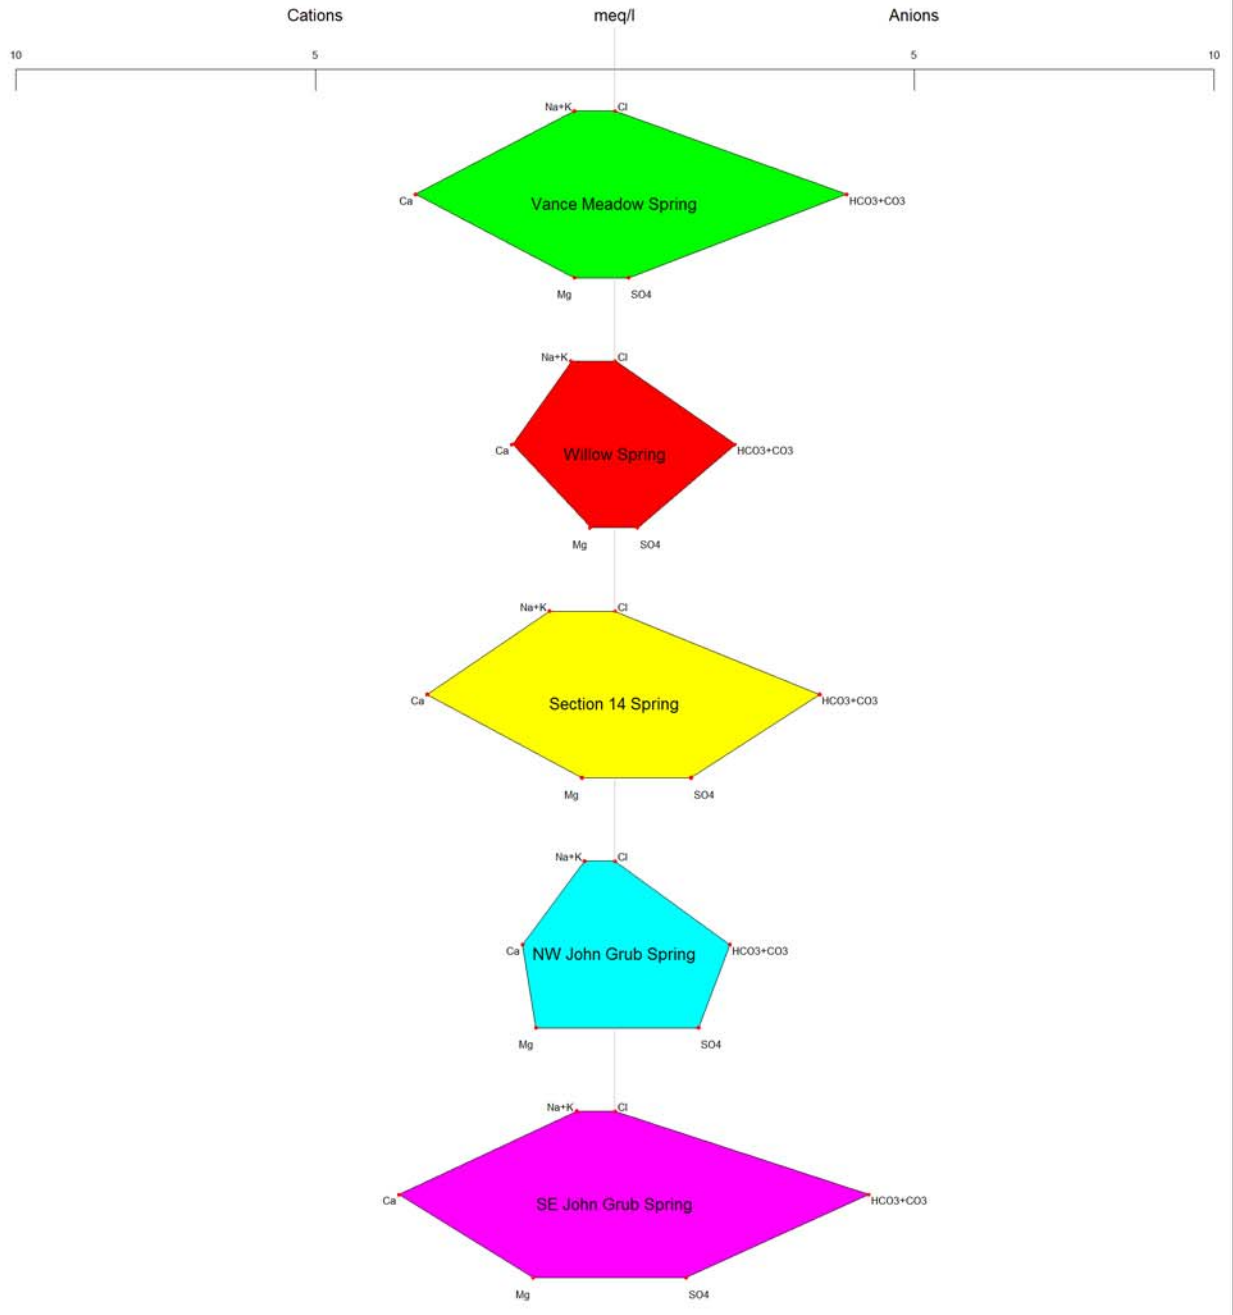 Cations meq/l Anions
10 5 5 10
Na+K Cl
Ca Vance Meadow Spring HCO3+CO3
Mg SO4
Na+K Cl
Ca Willow Spring HCO3+CO3
Mg SO4
Na+K Cl
Ca Section 14 Spring HCO3+CO3
Mg SO4
Na+K Cl
Ca NW John Grub Spring HCO3+CO3
Mg SO4
Na+K Cl
Ca SE John Grub Spring HCO3+CO3
Mg SO4